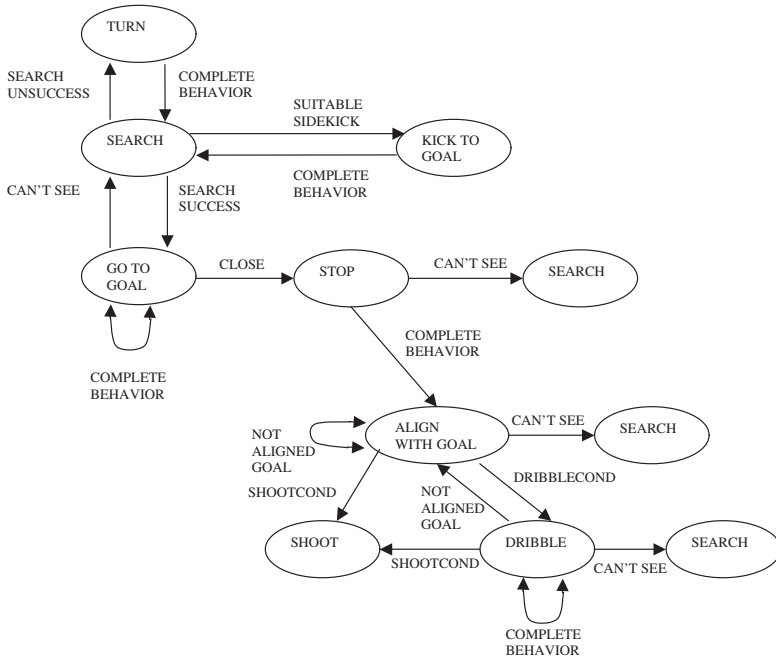 TURN
SEARCH
UNSUCCESS
COMPLETE
BEHAVIOR
SUITABLE
SIDEKICK
SEARCH
KICK TO
GOAL
COMPLETE
BEHAVIOR
CAN'T SEE
SEARCH
SUCCESS
GO TO
GOAL
CLOSE
STOP
CAN'T SEE
SEARCH
COMPLETE
BEHAVIOR
COMPLETE
BEHAVIOR
NOT
ALIGNED
GOAL
ALIGN
WITH GOAL
CAN'T SEE
SEARCH
SHOOTCOND
NOT
ALIGNED
GOAL
DRIBBLECOND
SHOOT
SHOOTCOND
DRIBBLE
CAN'T SEE
SEARCH
COMPLETE
BEHAVIOR